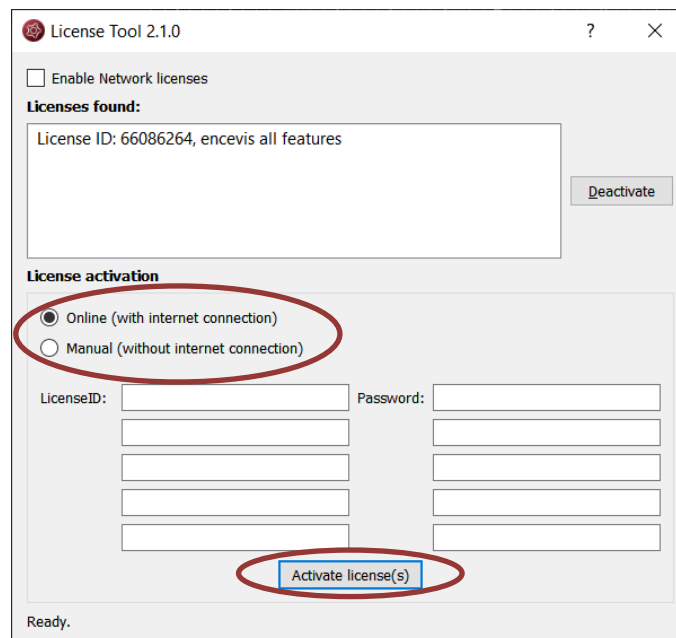 License Tool 2.1.0 ?
Enable Network licenses
Licenses found:
License ID: 66086264, encevis all features
Deactivate
License activation
Online (with internet connection)
Manual (without internet connection)
LicenseID: Password:
Activate license(s)
Ready.